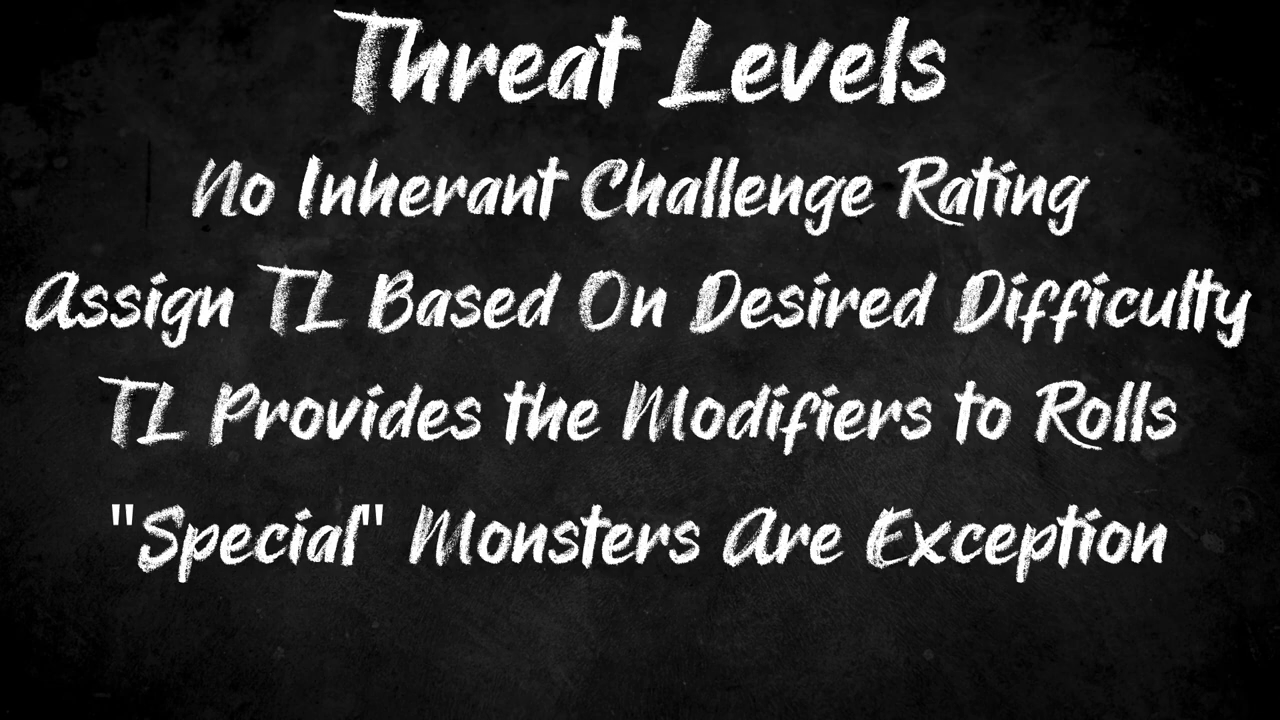 Threat Levels
No Inherant Challenge Rating
Assign TL Based On Desired Difficulty
TL Provides the Modifiers to Rolls
"Special" Monsters Are Exception